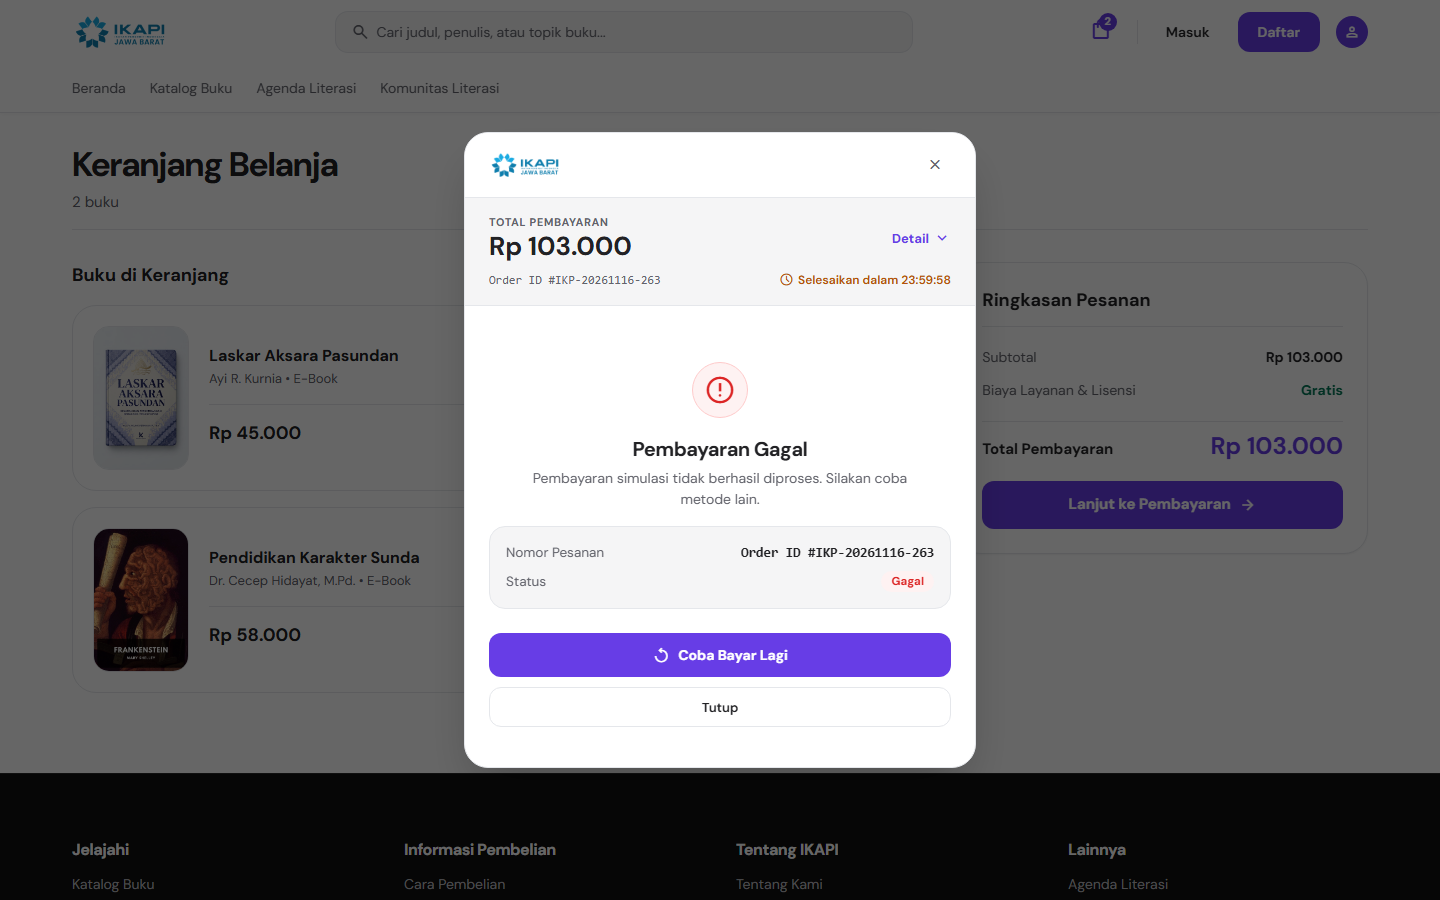 IKAPI
JAWA BARAT
Cari judul, penulis, atau topik buku...
2
Masuk
Daftar
Beranda
Katalog Buku
Agenda Literasi
Komunitas Literasi
Keranjang Belanja
2 buku
Buku di Keranjang
LASKAR
AKSARA
PASUNDAN
Laskar Aksara Pasundan
Ayi R. Kurnia • E-Book
Rp 45.000
FRANKENSTEIN
MARY SHELLEY
Pendidikan Karakter Sunda
Dr. Cecep Hidayat, M.Pd. • E-Book
Rp 58.000
IKAPI
JAWA BARAT
TOTAL PEMBAYARAN
Rp 103.000
Detail
Order ID #IKP-20261116-263
Selesaikan dalam 23:59:58
Pembayaran Gagal
Pembayaran simulasi tidak berhasil diproses. Silakan coba
metode lain.
Nomor Pesanan
Order ID #IKP-20261116-263
Status
Gagal
Coba Bayar Lagi
Tutup
Ringkasan Pesanan
Subtotal
Rp 103.000
Biaya Layanan & Lisensi
Gratis
Total Pembayaran
Rp 103.000
Lanjut ke Pembayaran
Jelajahi
Informasi Pembelian
Tentang IKAPI
Lainnya
Katalog Buku
Cara Pembelian
Tentang Kami
Agenda Literasi